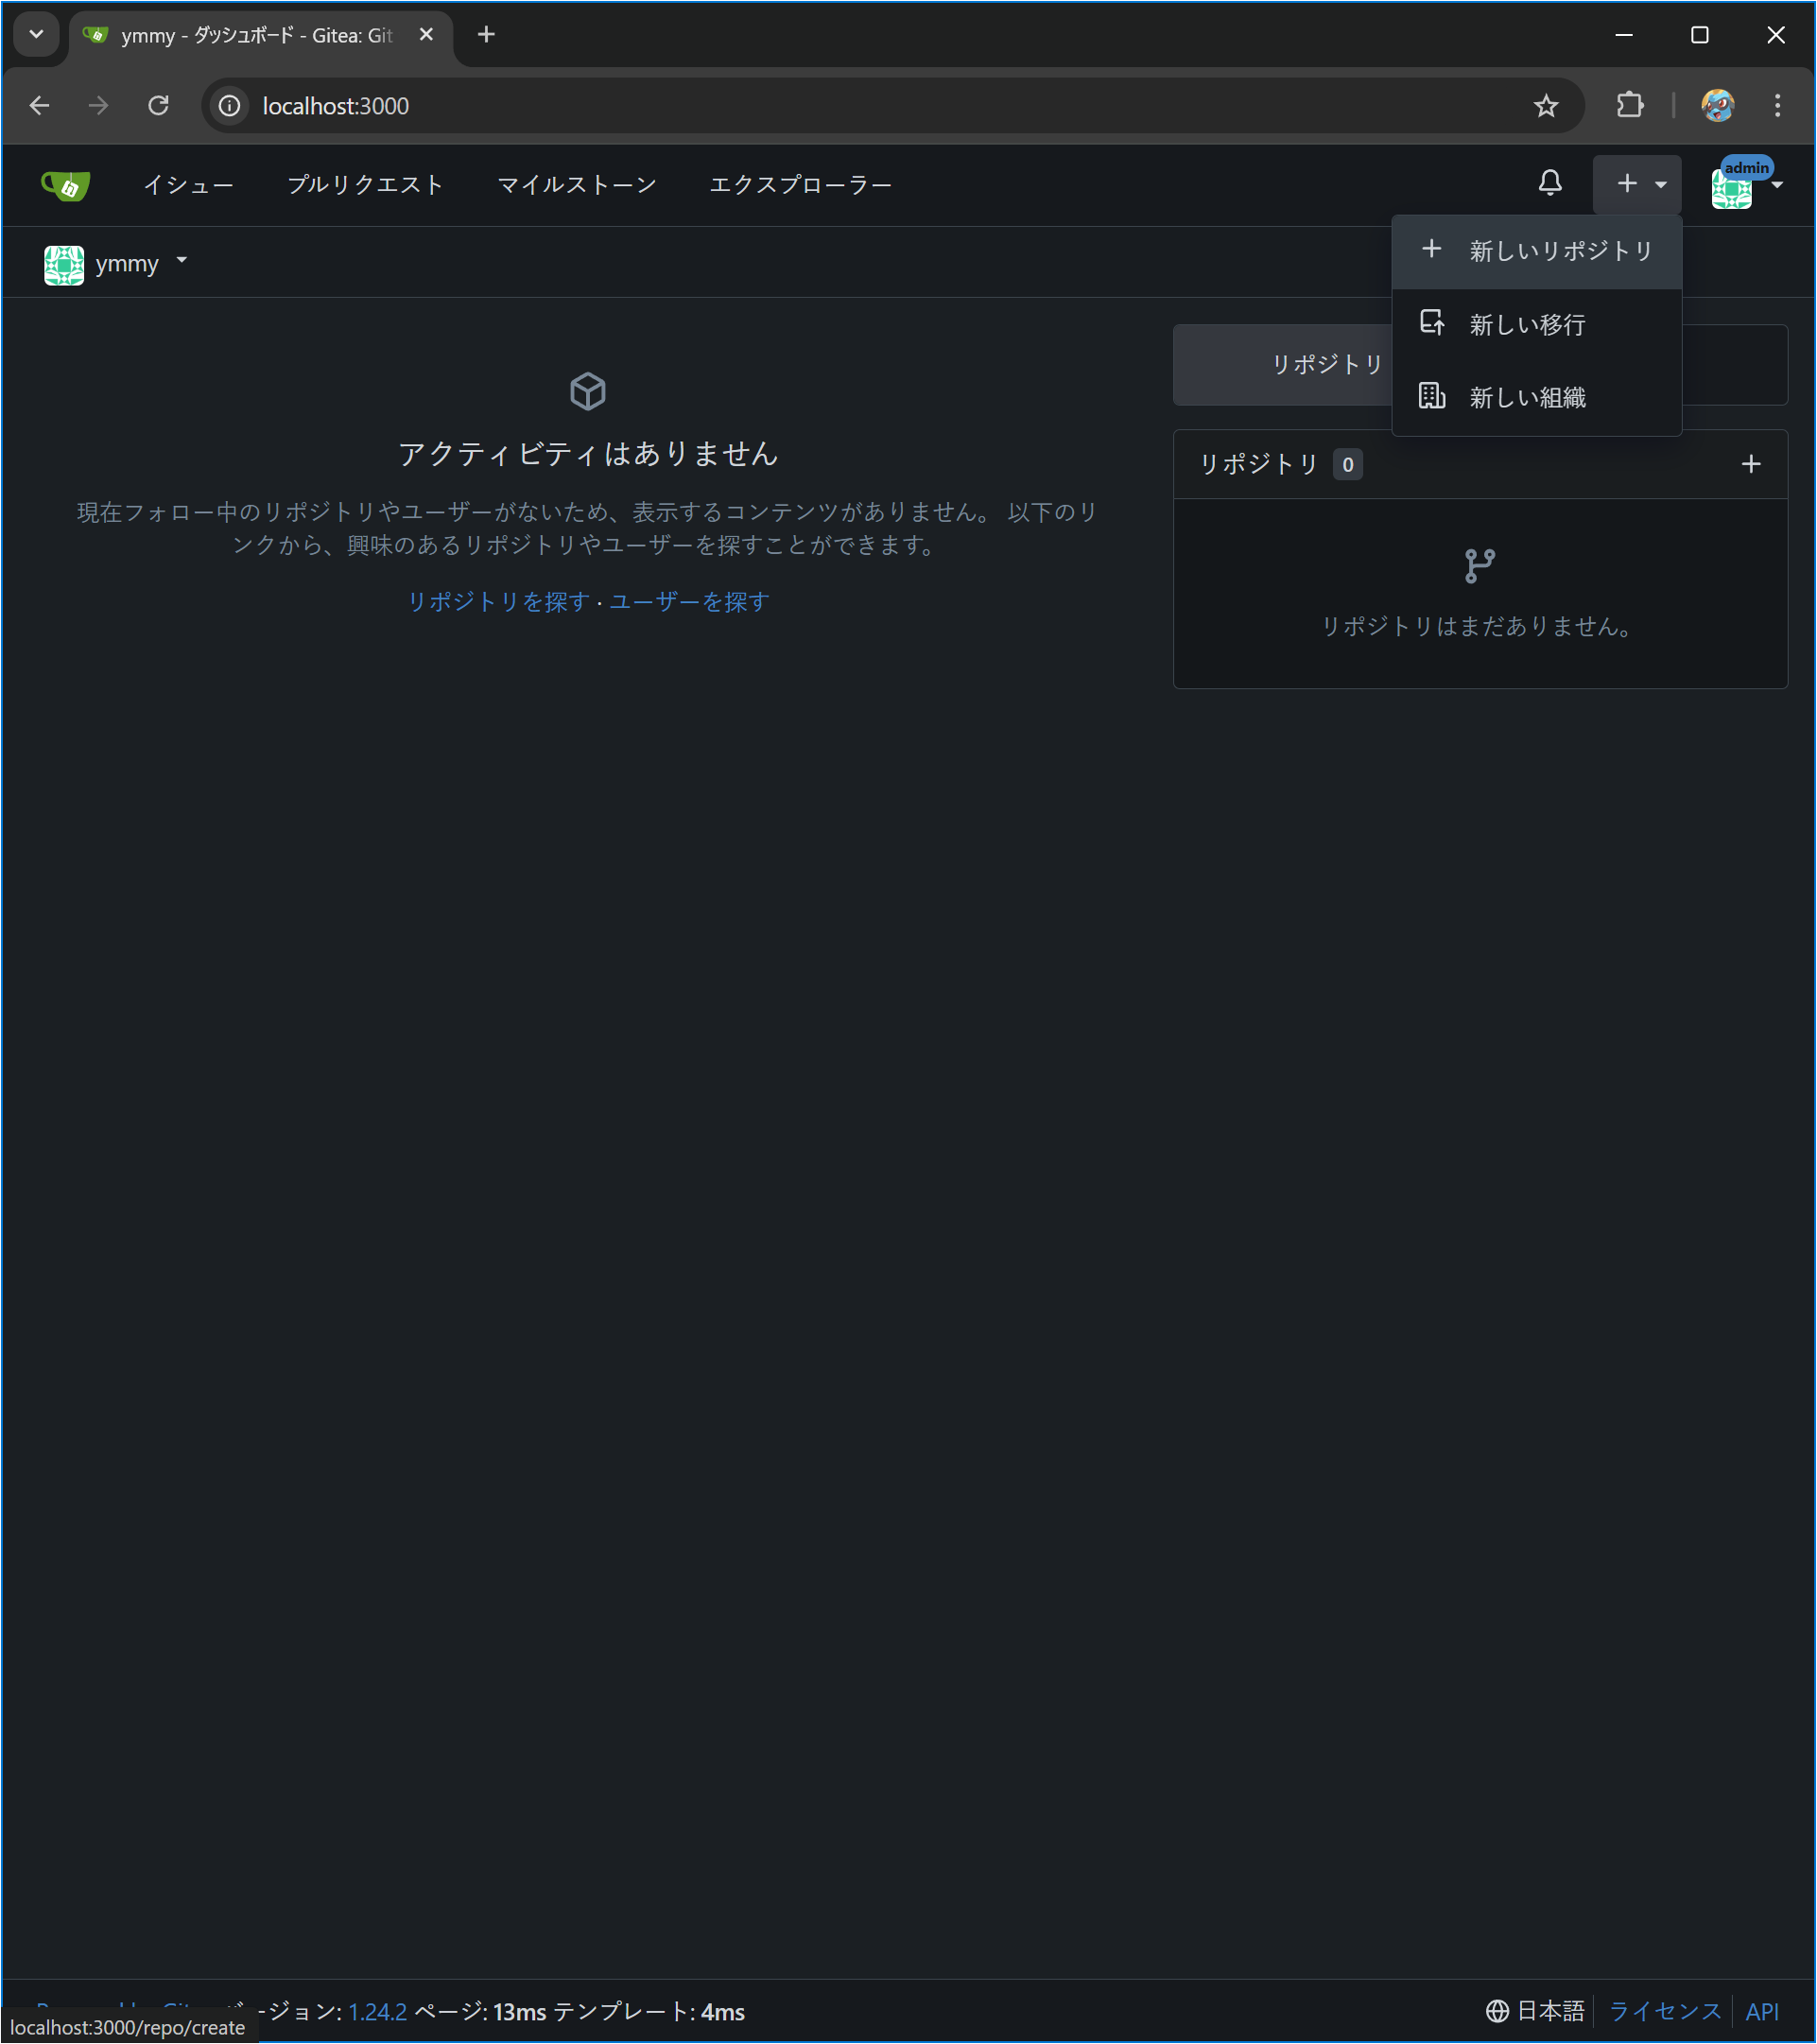 ymmy - ダッシュボード - Gitea: Git
localhost:3000
イシュー プルリクエスト マイルストーン エクスプローラー
admin
ymmy
新しいリポジトリ
新しい移行
新しい組織
リポジトリ
アクティビティはありません
現在フォロー中のリポジトリやユーザーがないため、表示するコンテンツがありません。 以下のリ
ンクから、興味のあるリポジトリやユーザーを探すことができます。
リポジトリを探す · ユーザーを探す
リポジトリ 0
リポジトリはまだありません。
ージョン: 1.24.2 ページ: 13ms テンプレート: 4ms
日本語 ライセンス API
localhost:3000/repo/create